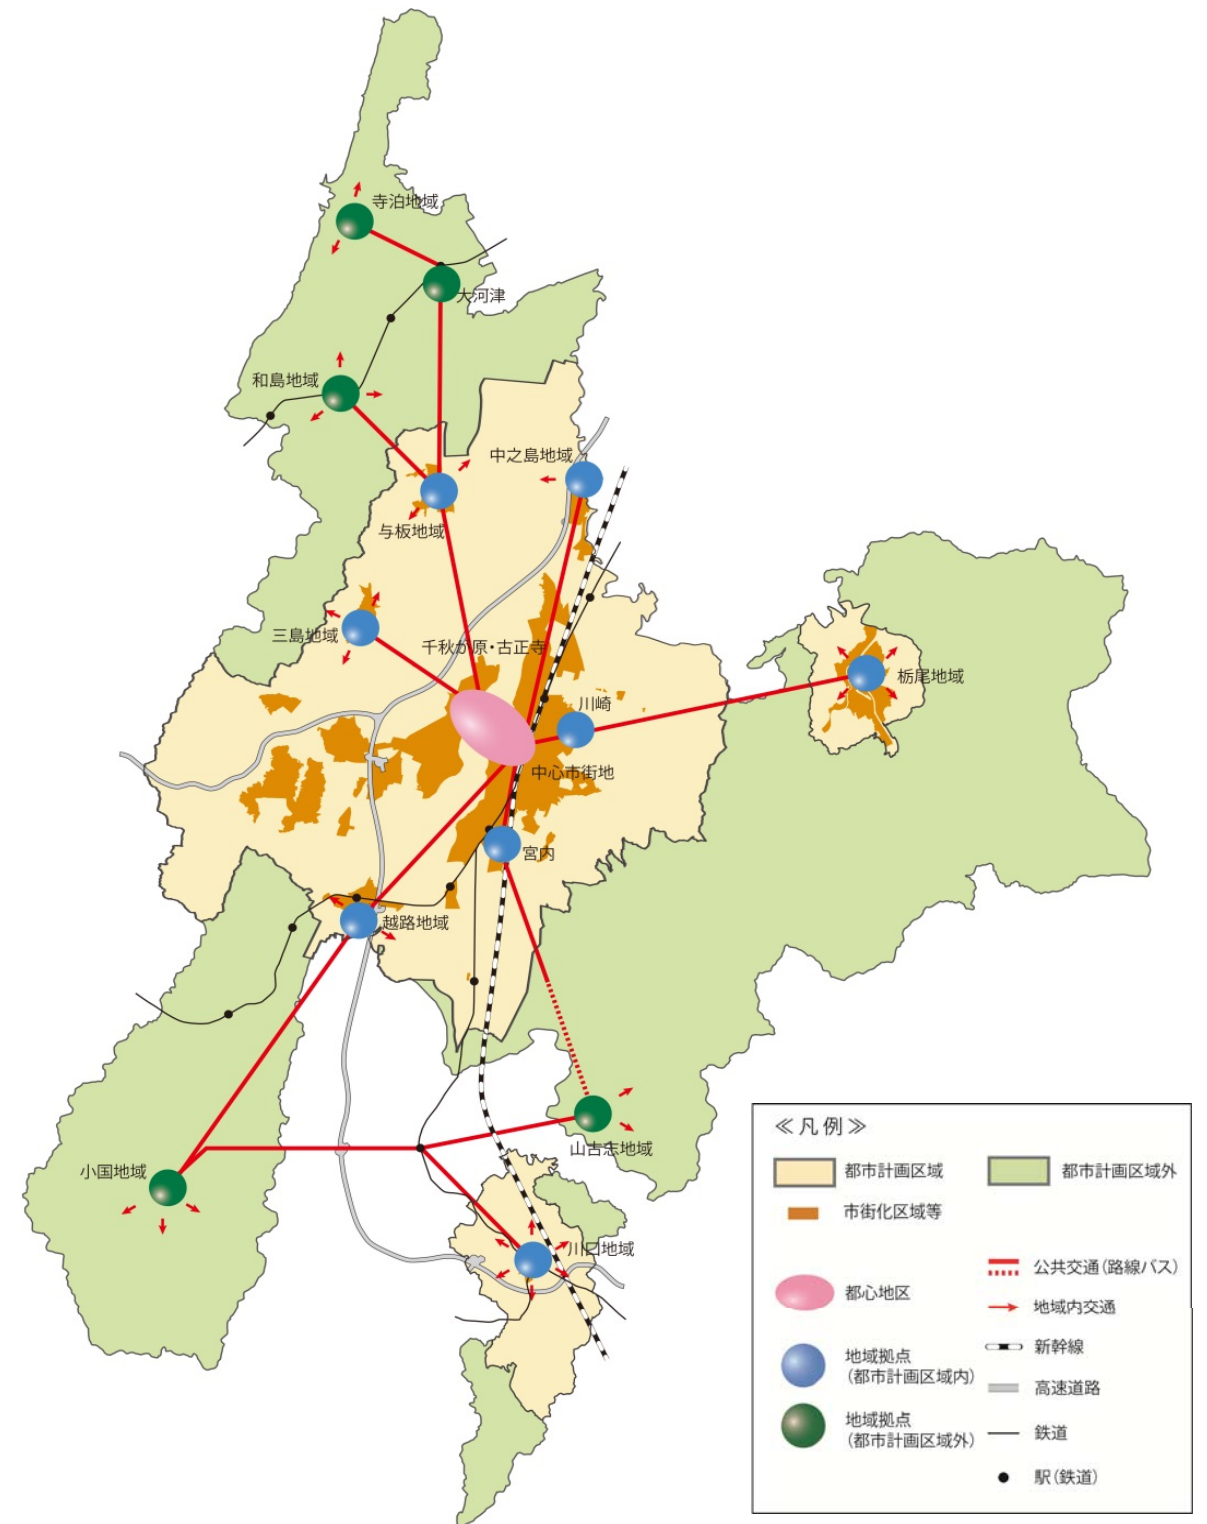 寺泊地域
大河津
和島地域
中之島地域
与板地域
三島地域
千秋が原・古正寺
栃尾地域
川崎
中心市街地
宮内
越路地域
山古志地域
小国地域
川口地域
≪凡例≫
都市計画区域
都市計画区域外
市街化区域等
公共交通(路線バス)
都心地区
地域内交通
新幹線
地域拠点
(都市計画区域内)
高速道路
地域拠点
(都市計画区域外)
鉄道
駅(鉄道)